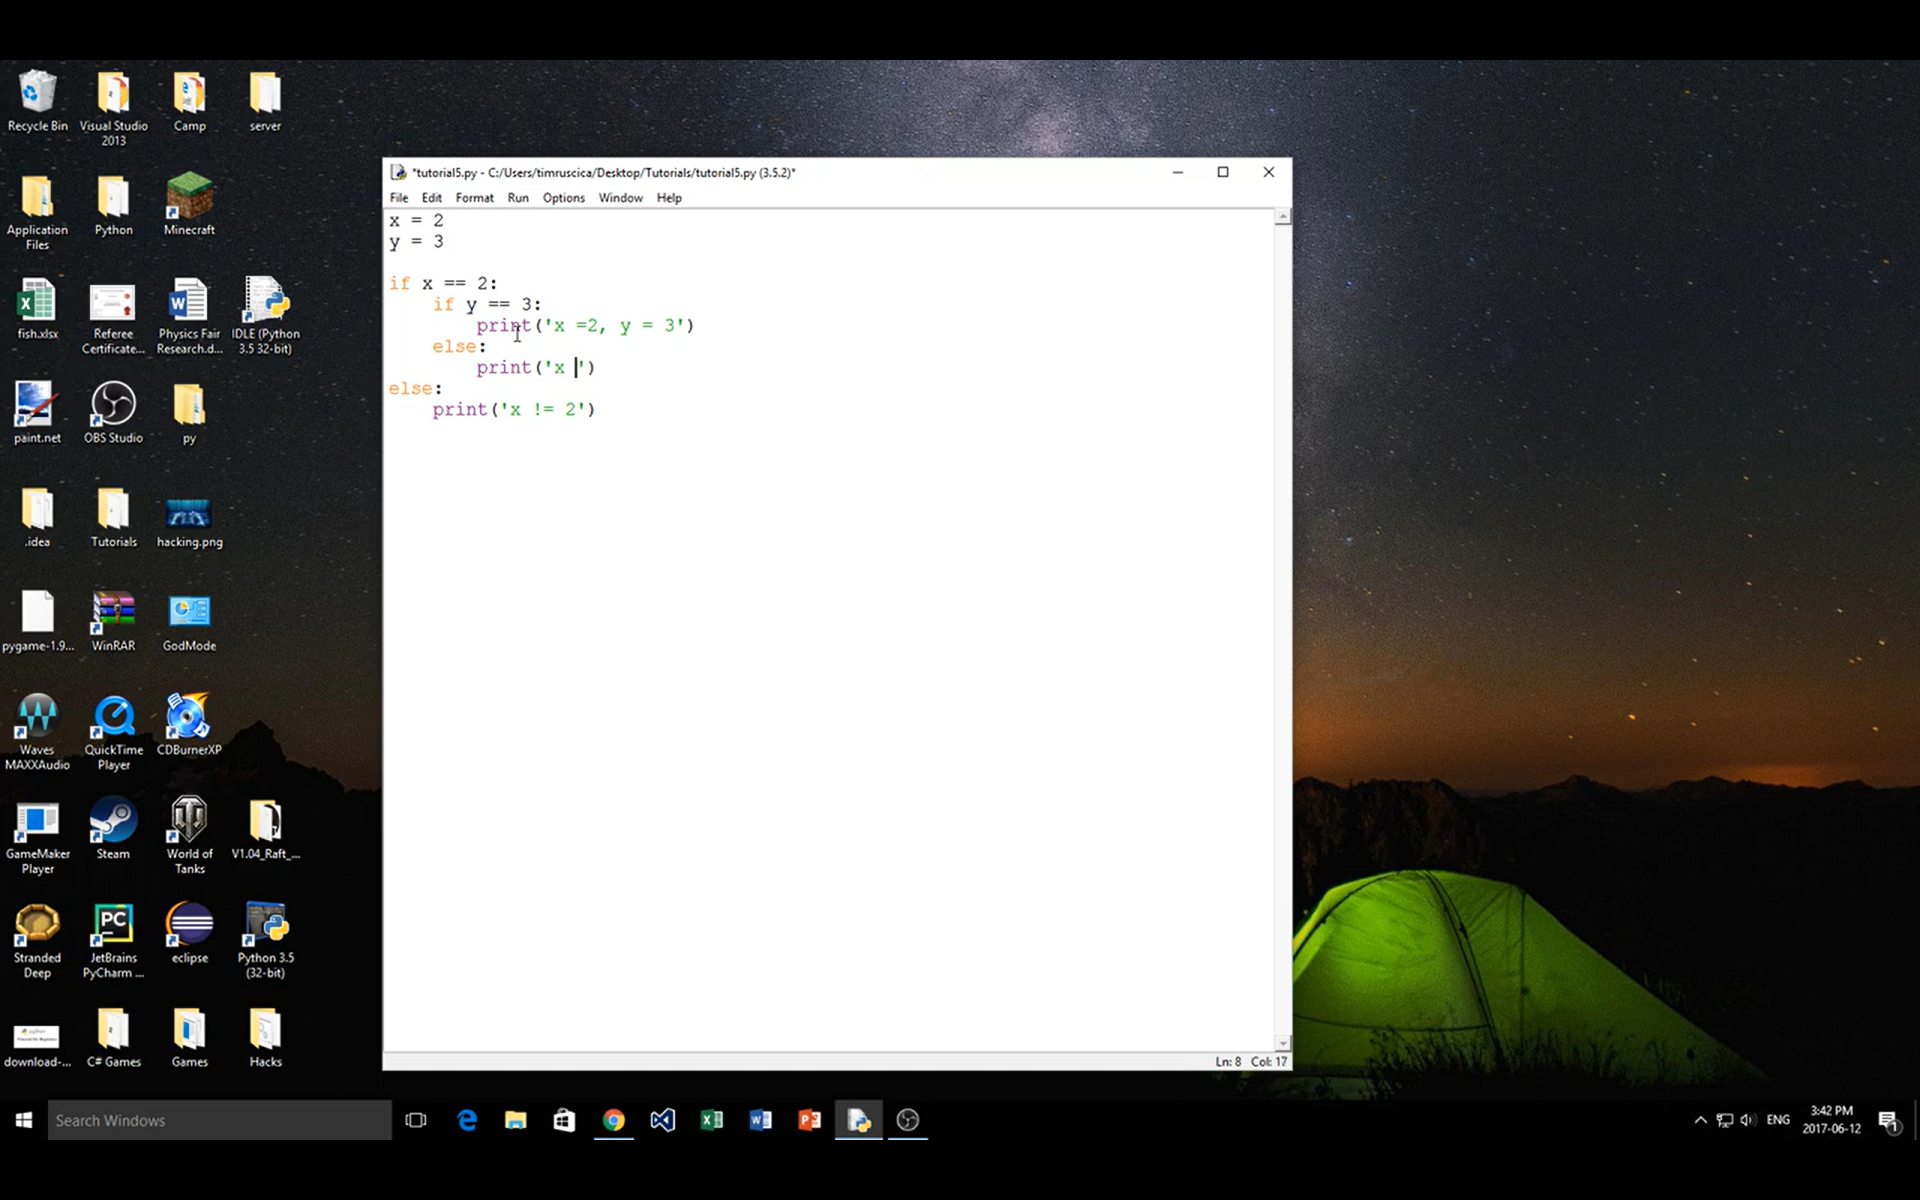 Recycle Bin
Visual Studio 2013
Camp
server
Application Files
Python
Minecraft
fish.xlsx
Referee Certificate...
Physics Fair Research.d...
IDLE (Python 3.5 32-bit)
paint.net
OBS Studio
py
.idea
Tutorials
hacking.png
pygame-1.9...
WinRAR
GodMode
Waves MAXXAudio
QuickTime Player
CDBurnerXP
GameMaker Player
Steam
World of Tanks
V1.04_Raft_...
Stranded Deep
PC
JetBrains PyCharm ...
eclipse
Python 3.5 (32-bit)
download-...
C# Games
Games
Hacks
*tutorial5.py - C:/Users/timruscica/Desktop/Tutorials/tutorial5.py (3.5.2)*
File Edit Format Run Options Window Help
x = 2
y = 3
if x == 2:
    if y == 3:
        print('x =2, y = 3')
    else:
        print('x ')
else:
    print('x != 2')
Ln: 8 Col: 17
Search Windows
ENG
3:42 PM
2017-06-12
1